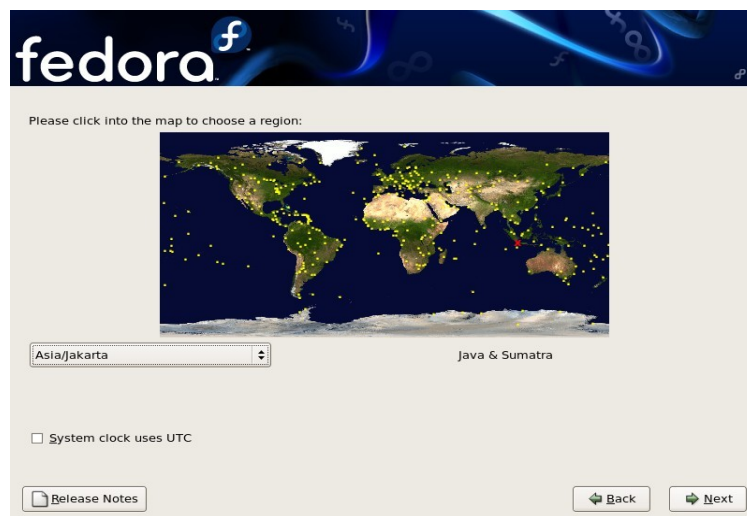 fedora
Please click into the map to choose a region:
Asia/Jakarta
Java & Sumatra
System clock uses UTC
Release Notes
Back
Next